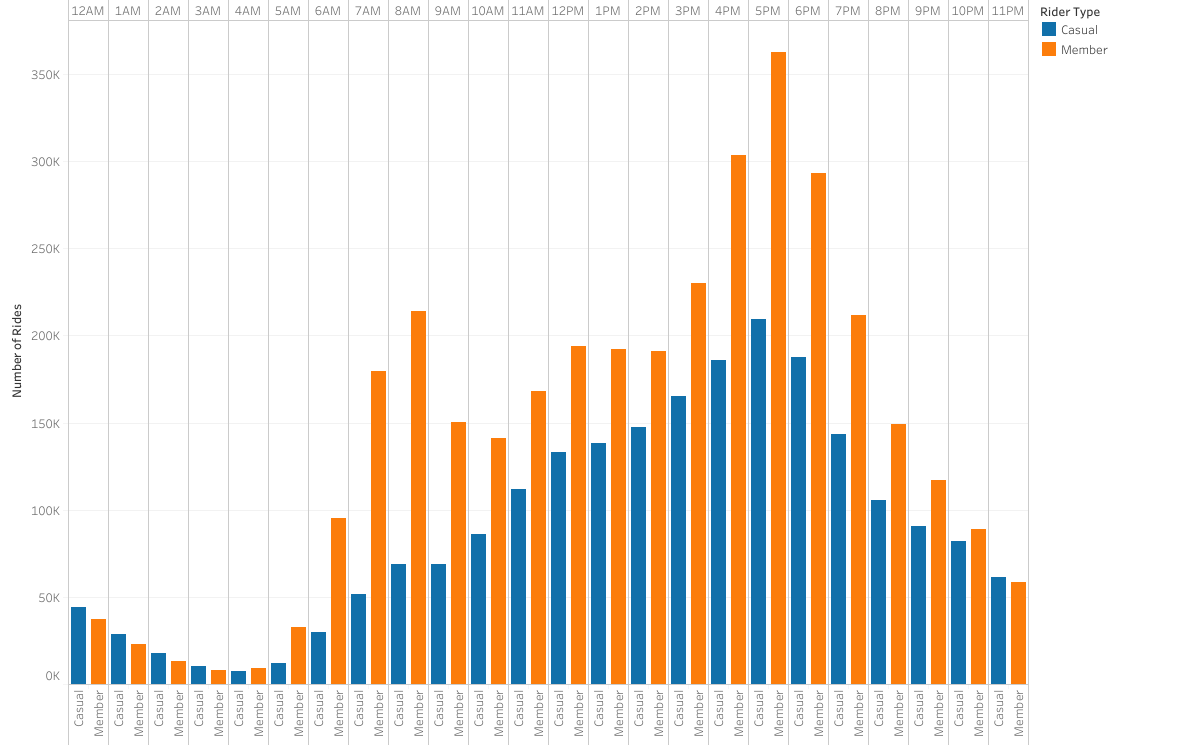 12AM 1AM 2AM 3AM 4AM 5AM 6AM 7AM 8AM 9AM 10AM 11AM 12PM 1PM 2PM 3PM 4PM 5PM 6PM 7PM 8PM 9PM 10PM 11PM
Rider Type
Casual
Member
350K
300K
250K
200K
150K
100K
50K
0K
Number of Rides
Casual Member Casual Member Casual Member Casual Member Casual Member Casual Member Casual Member Casual Member Casual Member Casual Member Casual Member Casual Member Casual Member Casual Member Casual Member Casual Member Casual Member Casual Member Casual Member Casual Member Casual Member Casual Member Casual Member Casual Member